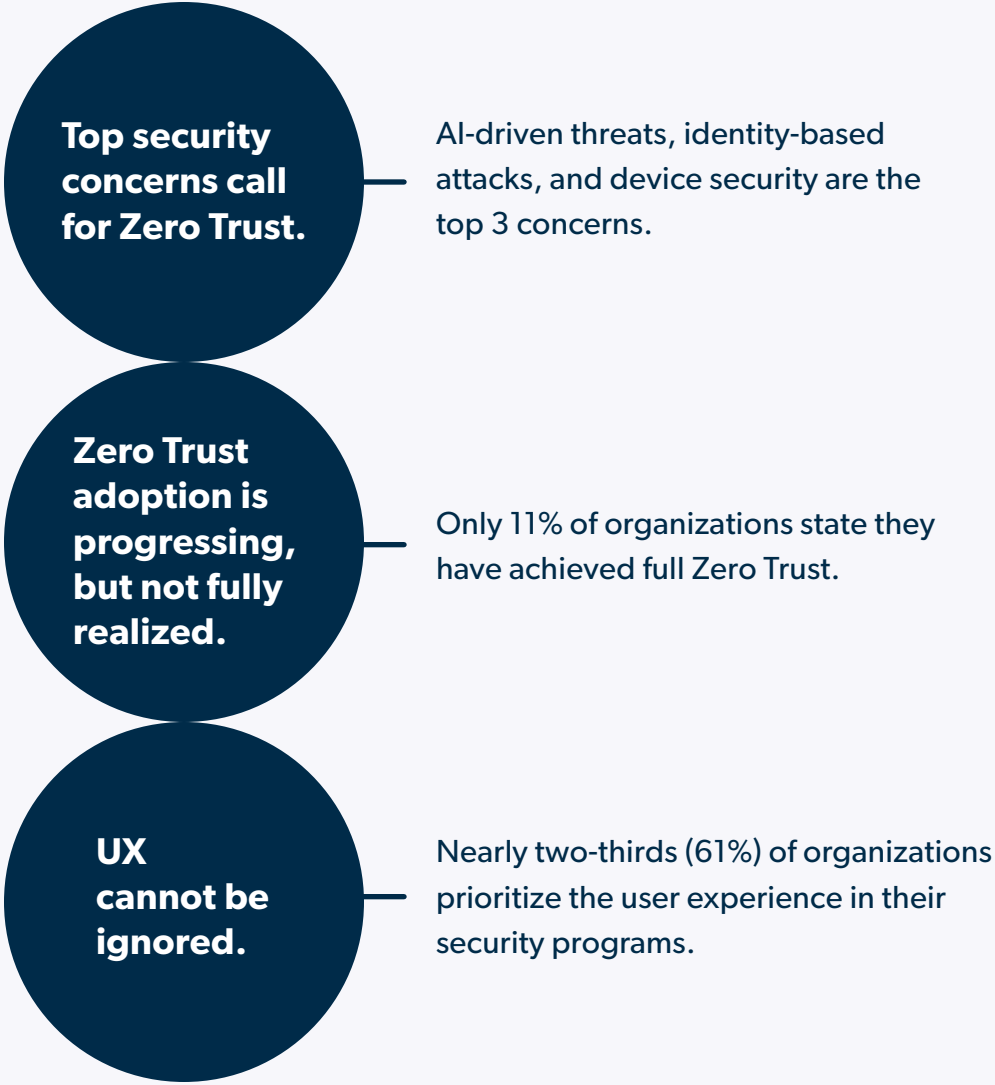 Top security
concerns call
for Zero Trust.
AI-driven threats, identity-based
attacks, and device security are the
top 3 concerns.
Zero Trust
adoption is
progressing,
but not fully
realized.
Only 11% of organizations state they
have achieved full Zero Trust.
UX
cannot be
ignored.
Nearly two-thirds (61%) of organizations
prioritize the user experience in their
security programs.